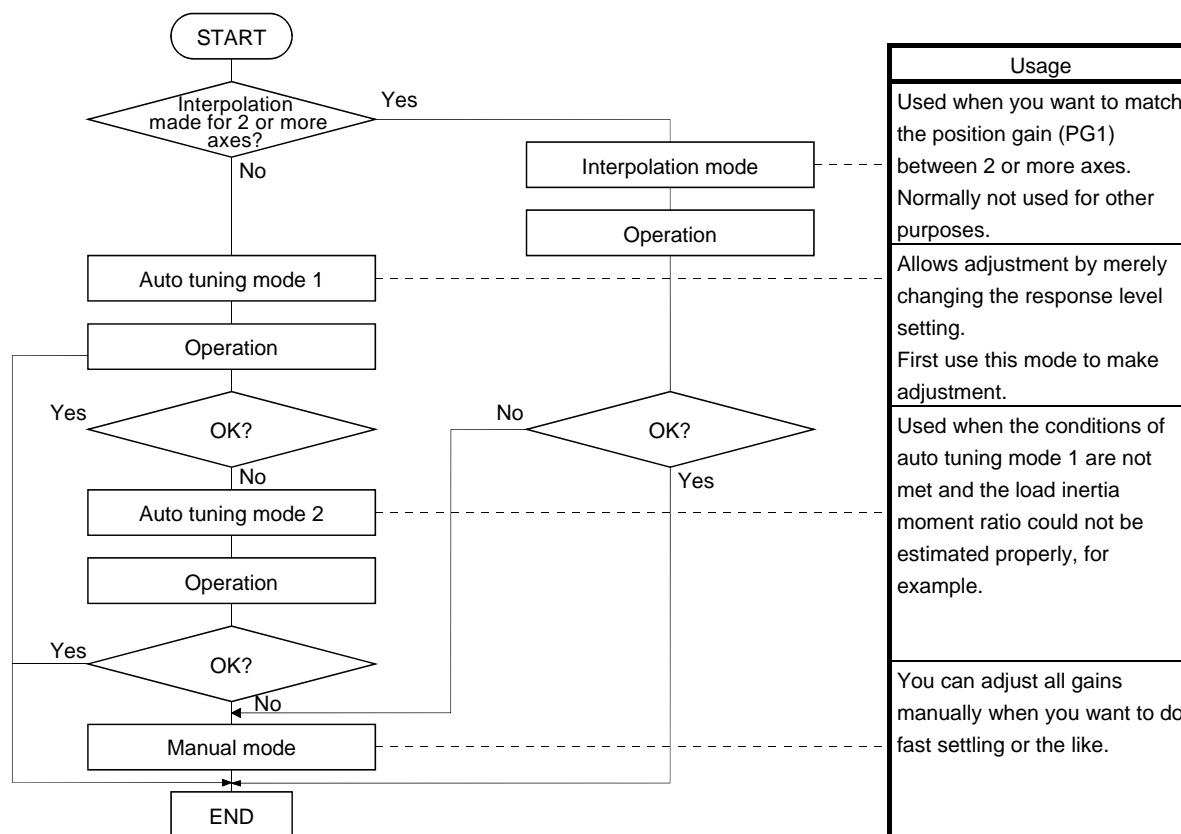 START
Interpolation
made for 2 or more
axes?
Yes
No
Interpolation mode
Operation
Auto tuning mode 1
Operation
Yes
OK?
No
No
OK?
Yes
Auto tuning mode 2
Operation
Yes
OK?
No
Manual mode
END
Usage
Used when you want to match
the position gain (PG1)
between 2 or more axes.
Normally not used for other
purposes.
Allows adjustment by merely
changing the response level
setting.
First use this mode to make
adjustment.
Used when the conditions of
auto tuning mode 1 are not
met and the load inertia
moment ratio could not be
estimated properly, for
example.
You can adjust all gains
manually when you want to do
fast settling or the like.